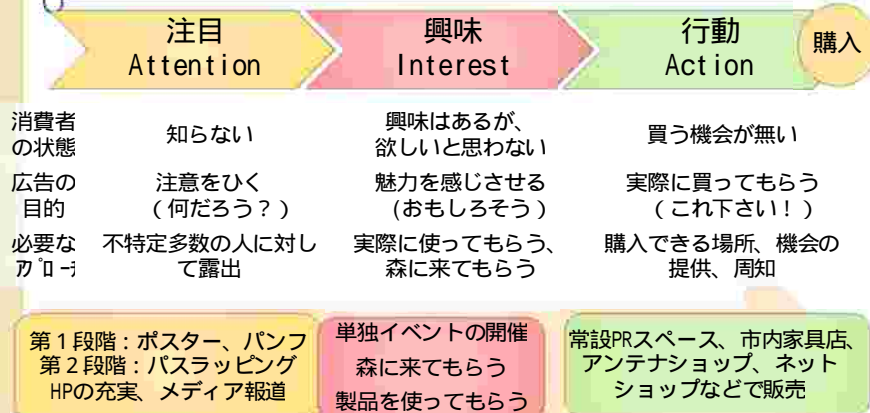 注目
Attention
興味
Interest
行動
Action
購入
消費者
の状態
知らない
興味はあるが、
欲しいと思わない
買う機会が無い
広告の
目的
注意をひく
(何だろう?)
魅力を感じさせる
(おもしろそう)
実際に買ってもらう
(これ下さい!)
必要な
ｱﾌﾟﾛｰﾁ
不特定多数の人に対し
て露出
実際に使ってもらう、
森に来てもらう
購入できる場所、機会の
提供、周知
第1段階:ポスター、パンフ
第2段階:バスラッピング
HPの充実、メディア報道
単独イベントの開催
森に来てもらう
製品を使ってもらう
常設PRスペース、市内家具店、
アンテナショップ、ネット
ショップなどで販売